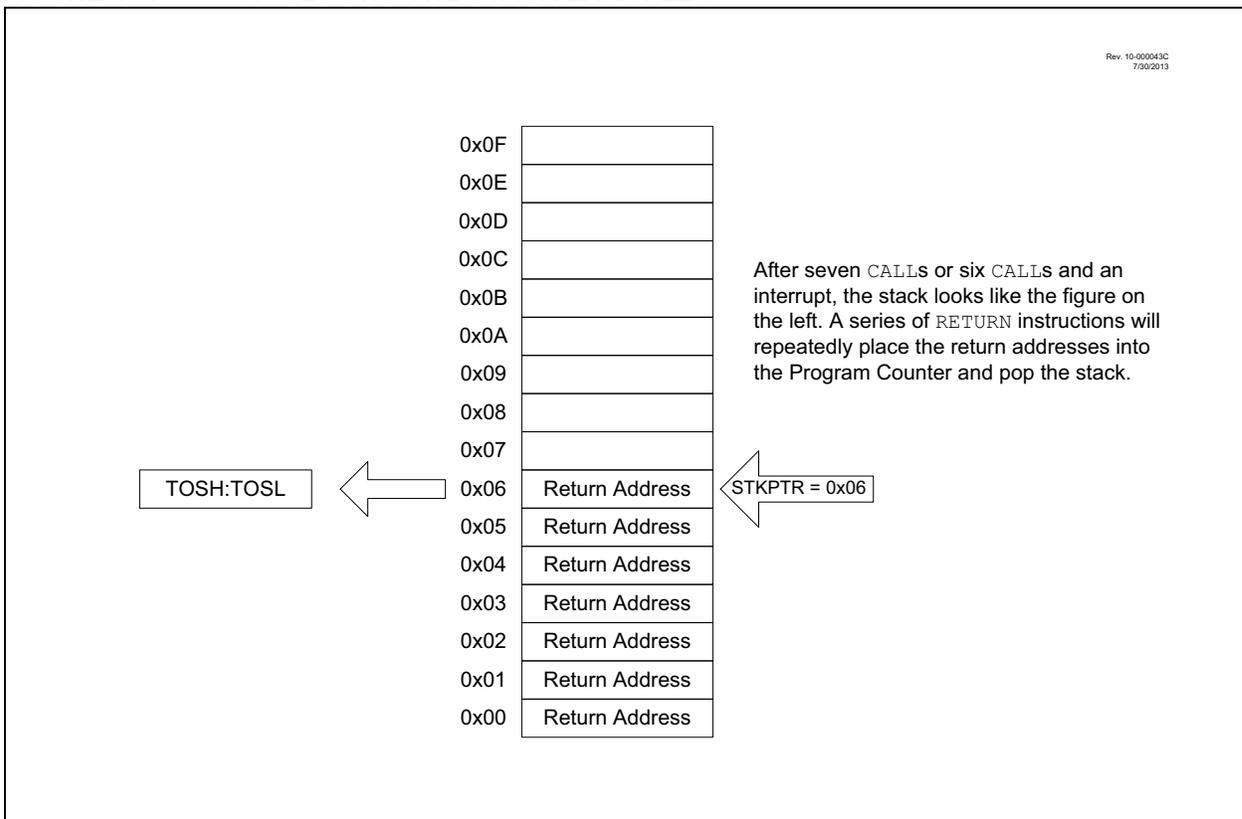 Rev. 10-000043C
7/30/2013
0x0F
0x0E
0x0D
0x0C
0x0B
0x0A
0x09
0x08
0x07
After seven CALLs or six CALLs and an
interrupt, the stack looks like the figure on
the left. A series of RETURN instructions will
repeatedly place the return addresses into
the Program Counter and pop the stack.
TOSH:TOSL
0x06 Return Address
STKPTR = 0x06
0x05 Return Address
0x04 Return Address
0x03 Return Address
0x02 Return Address
0x01 Return Address
0x00 Return Address